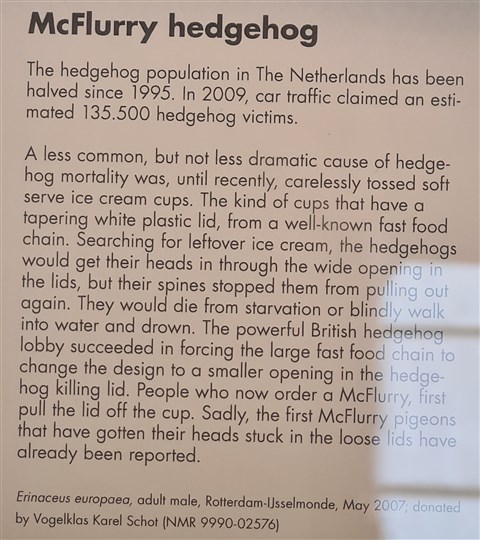 McFlurry hedgehog
The hedgehog population in The Netherlands has been
halved since 1995. In 2009, car traffic claimed an esti-
mated 135.500 hedgehog victims.
A less common, but not less dramatic cause of hedge-
hog mortality was, until recently, carelessly tossed soft
serve ice cream cups. The kind of cups that have a
tapering white plastic lid, from a well-known fast food
chain. Searching for leftover ice cream, the hedgehogs
would get their heads in through the wide opening in
the lids, but their spines stopped them from pulling out
again. They would die from starvation or blindly walk
into water and drown. The powerful British hedgehog
lobby succeeded in forcing the large fast food chain to
change the design to a smaller opening in the hedge-
hog killing lid. People who now order a McFlurry, first
pull the lid off the cup. Sadly, the first McFlurry pigeons
that have gotten their heads stuck in the loose lids have
already been reported.
Erinaceus europaea, adult male, Rotterdam-IJsselmonde, May 2007; donated
by Vogelklas Karel Schot (NMR 9990-02576)